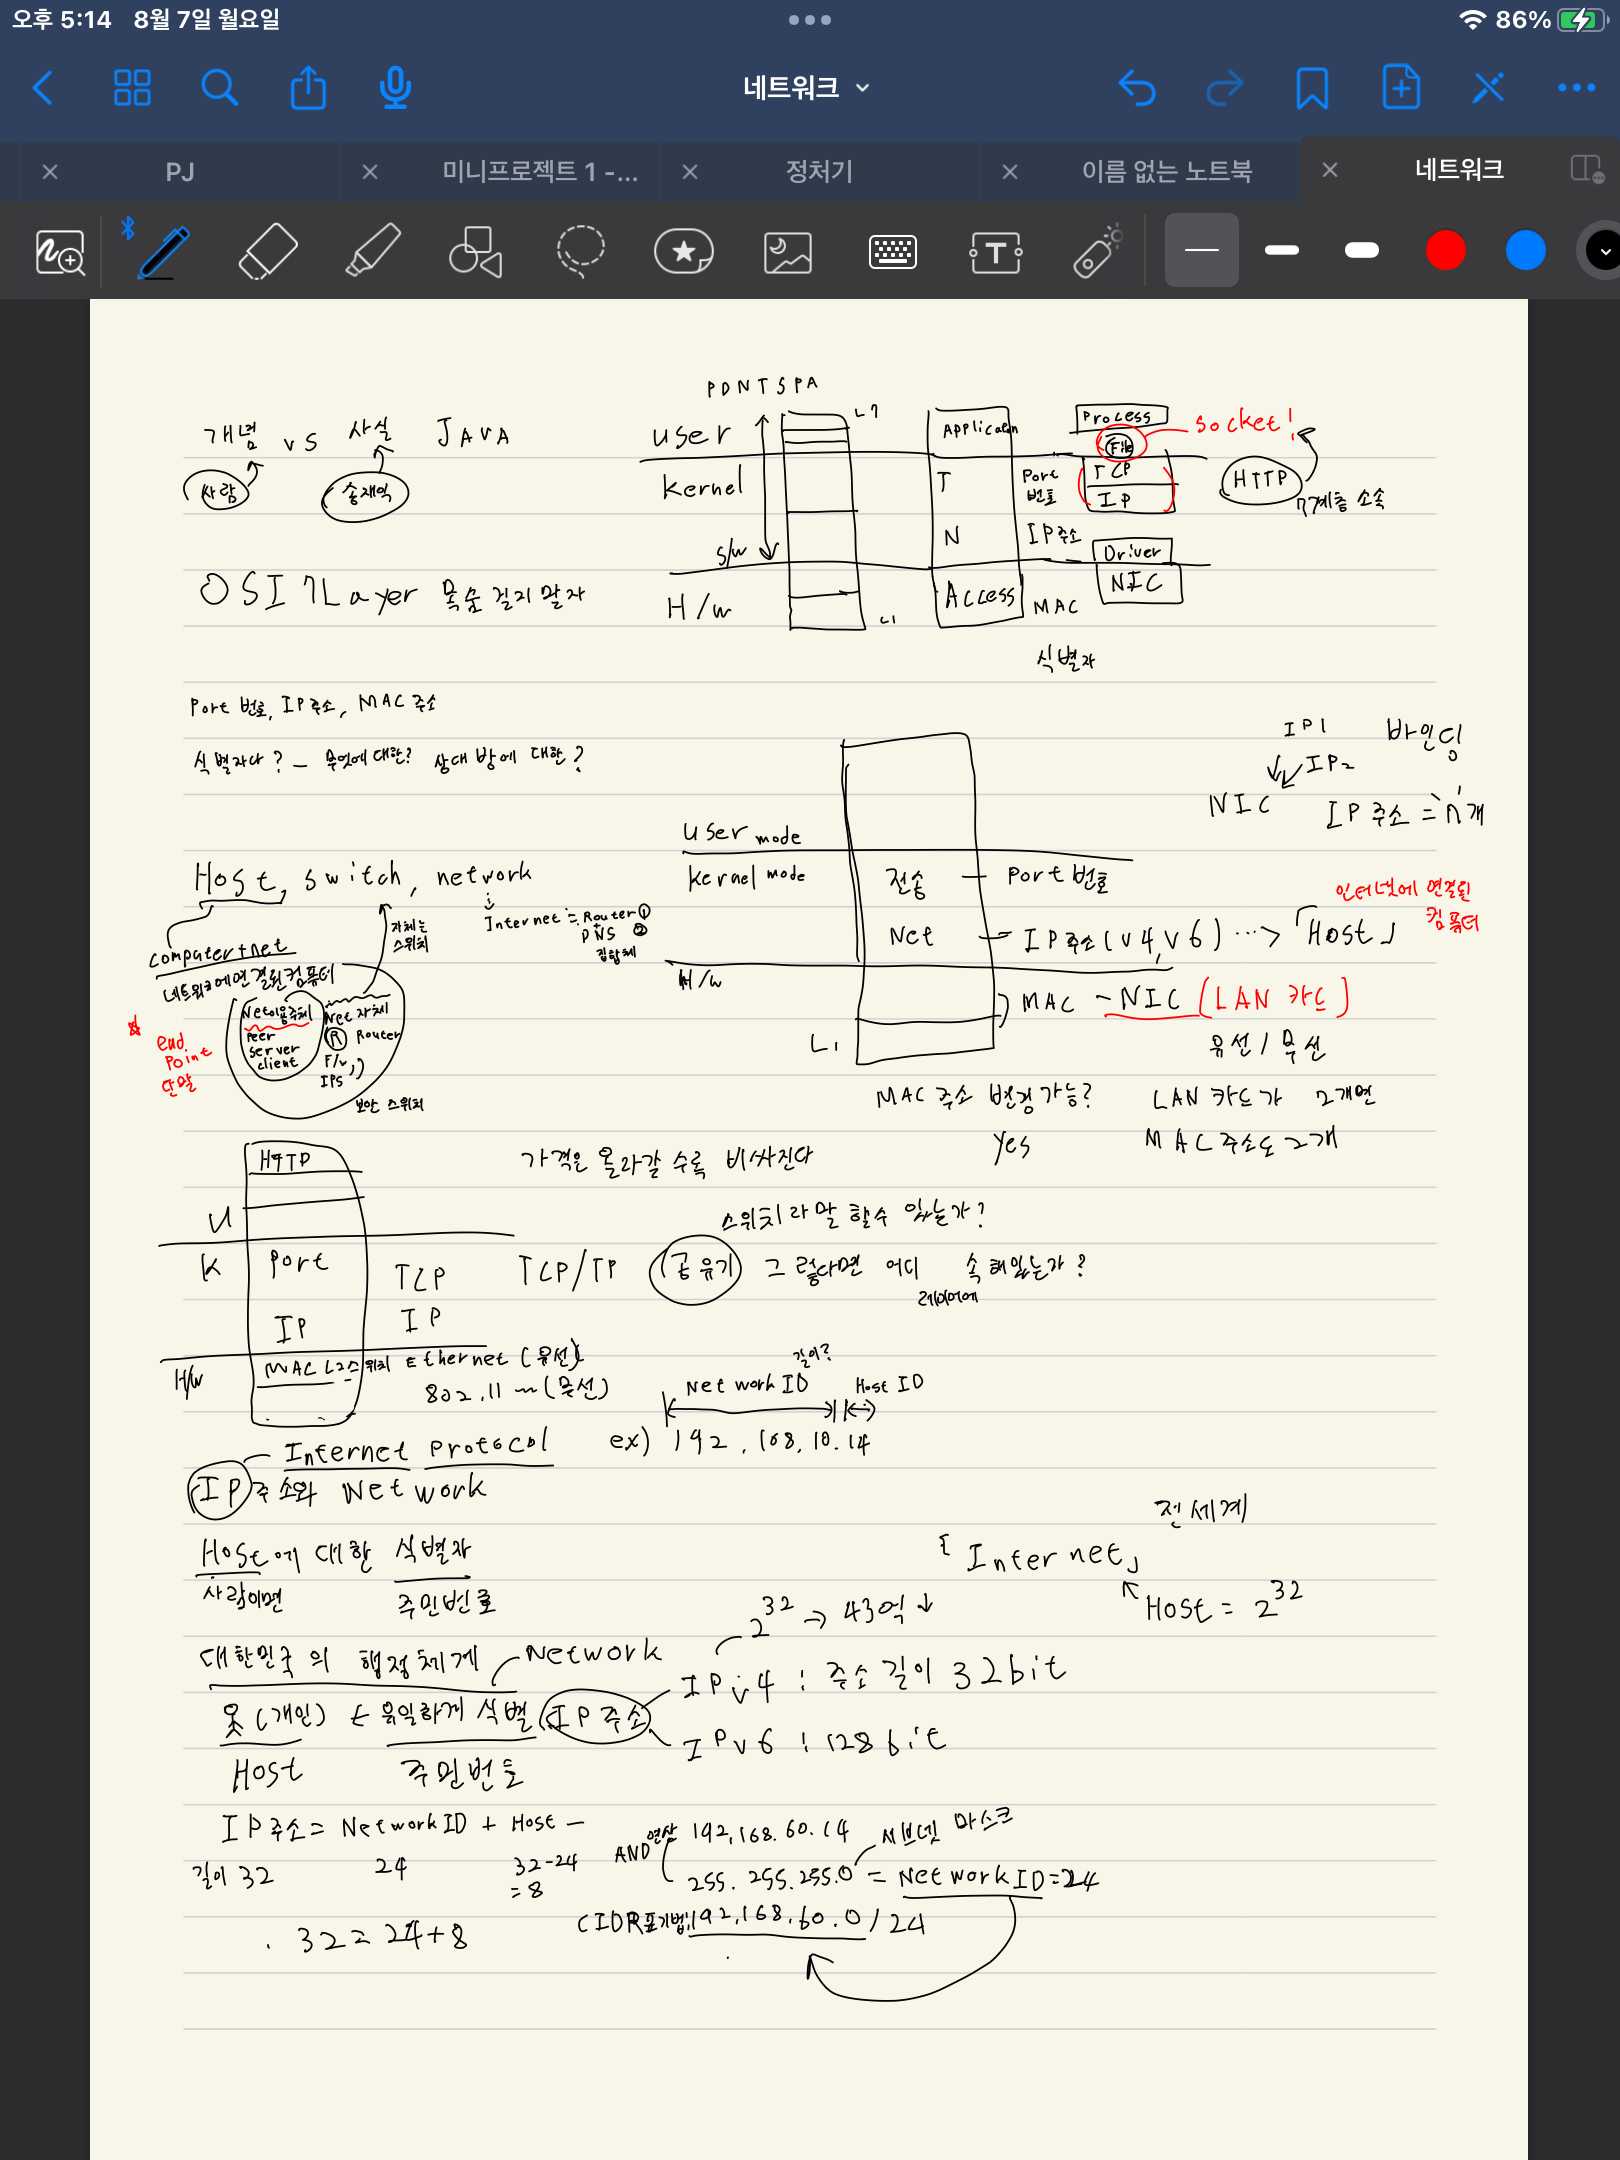 오후 5:14 8월 7일 월요일
86%
네트워크
PJ
미니프로젝트 1 -...
정처기
이름 없는 노트북
네트워크
PDNTSPA
개념 vs 사실 JAVA
사람 송재익
user
kernel
S/W
H/W
L7
L1
Application
T
N
Access
Port 번호
IP 주소
MAC
식별자
Process
File
TCP
IP
Driver
NIC
socket!
HTTP
7계층 소속
OSI 7Layer 목숨 걸지 말자
Port 번호, IP주소, MAC 주소
식별자다? - 무엇에대한? 상대방에 대한?
IP1
IP2
NIC
바인딩
IP 주소 = 'n'개
user mode
kernel mode
전송 - Port 번호
Net - IP주소(v4, v6) ...> 「Host」
인터넷에 연결된 컴퓨터
H/W
MAC - NIC (LAN 카드)
유선 / 무선
L1
MAC 주소 변경 가능?
yes
LAN 카드가 2개면
MAC 주소도 2개
Host, switch, network
Internet = Router ①
+
DNS ②
집합체
자체는 스위치
computer+net
네트워크에연결된컴퓨터
Net이용주체
peer
server
client
Net 자체
R Router
F/w
IPS
보안 스위치
end point
단말
HTTP
U
K
H/W
Port
IP
MAC L2스위치
TCP
IP
TCP/IP
Ethernet (유선)
802.11 ~ (무선)
가격은 올라갈 수록 비싸진다
스위치라 말 할수 있는가?
공유기 그렇다면 어디 속해있는가?
레이어에
길이?
Network ID Host ID
ex) 192.168.10.14
Internet Protocol
IP 주소와 Network
Host에 대한 식별자
사람이면 주민번호
전세계
「Internet」
Host = 2^32
대한민국의 행정체계 Network
(개인) ← 유일하게 식별 IP 주소
Host 주민번호
2^32 → 43억 ↓
IPv4 : 주소 길이 32bit
IPv6 : 128bit
IP 주소 = Network ID + Host -
길이 32 24 32-24 =8
32 = 24+8
AND 연산
192.168.60.14 서브넷 마스크
255.255.255.0 = Network ID = 24
CIDR표기법: 192.168.60.0 / 24